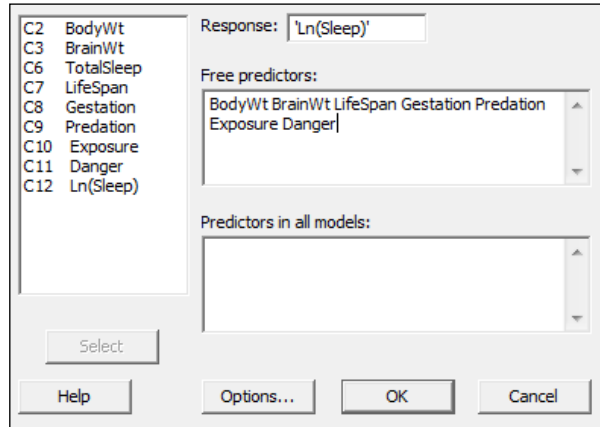 C2 BodyWt
C3 BrainWt
C6 TotalSleep
C7 LifeSpan
C8 Gestation
C9 Predation
C10 Exposure
C11 Danger
C12 Ln(Sleep)
Response: 'Ln(Sleep)'
Free predictors:
BodyWt BrainWt LifeSpan Gestation Predation
Exposure Danger
Predictors in all models:
Select
Help Options... OK Cancel